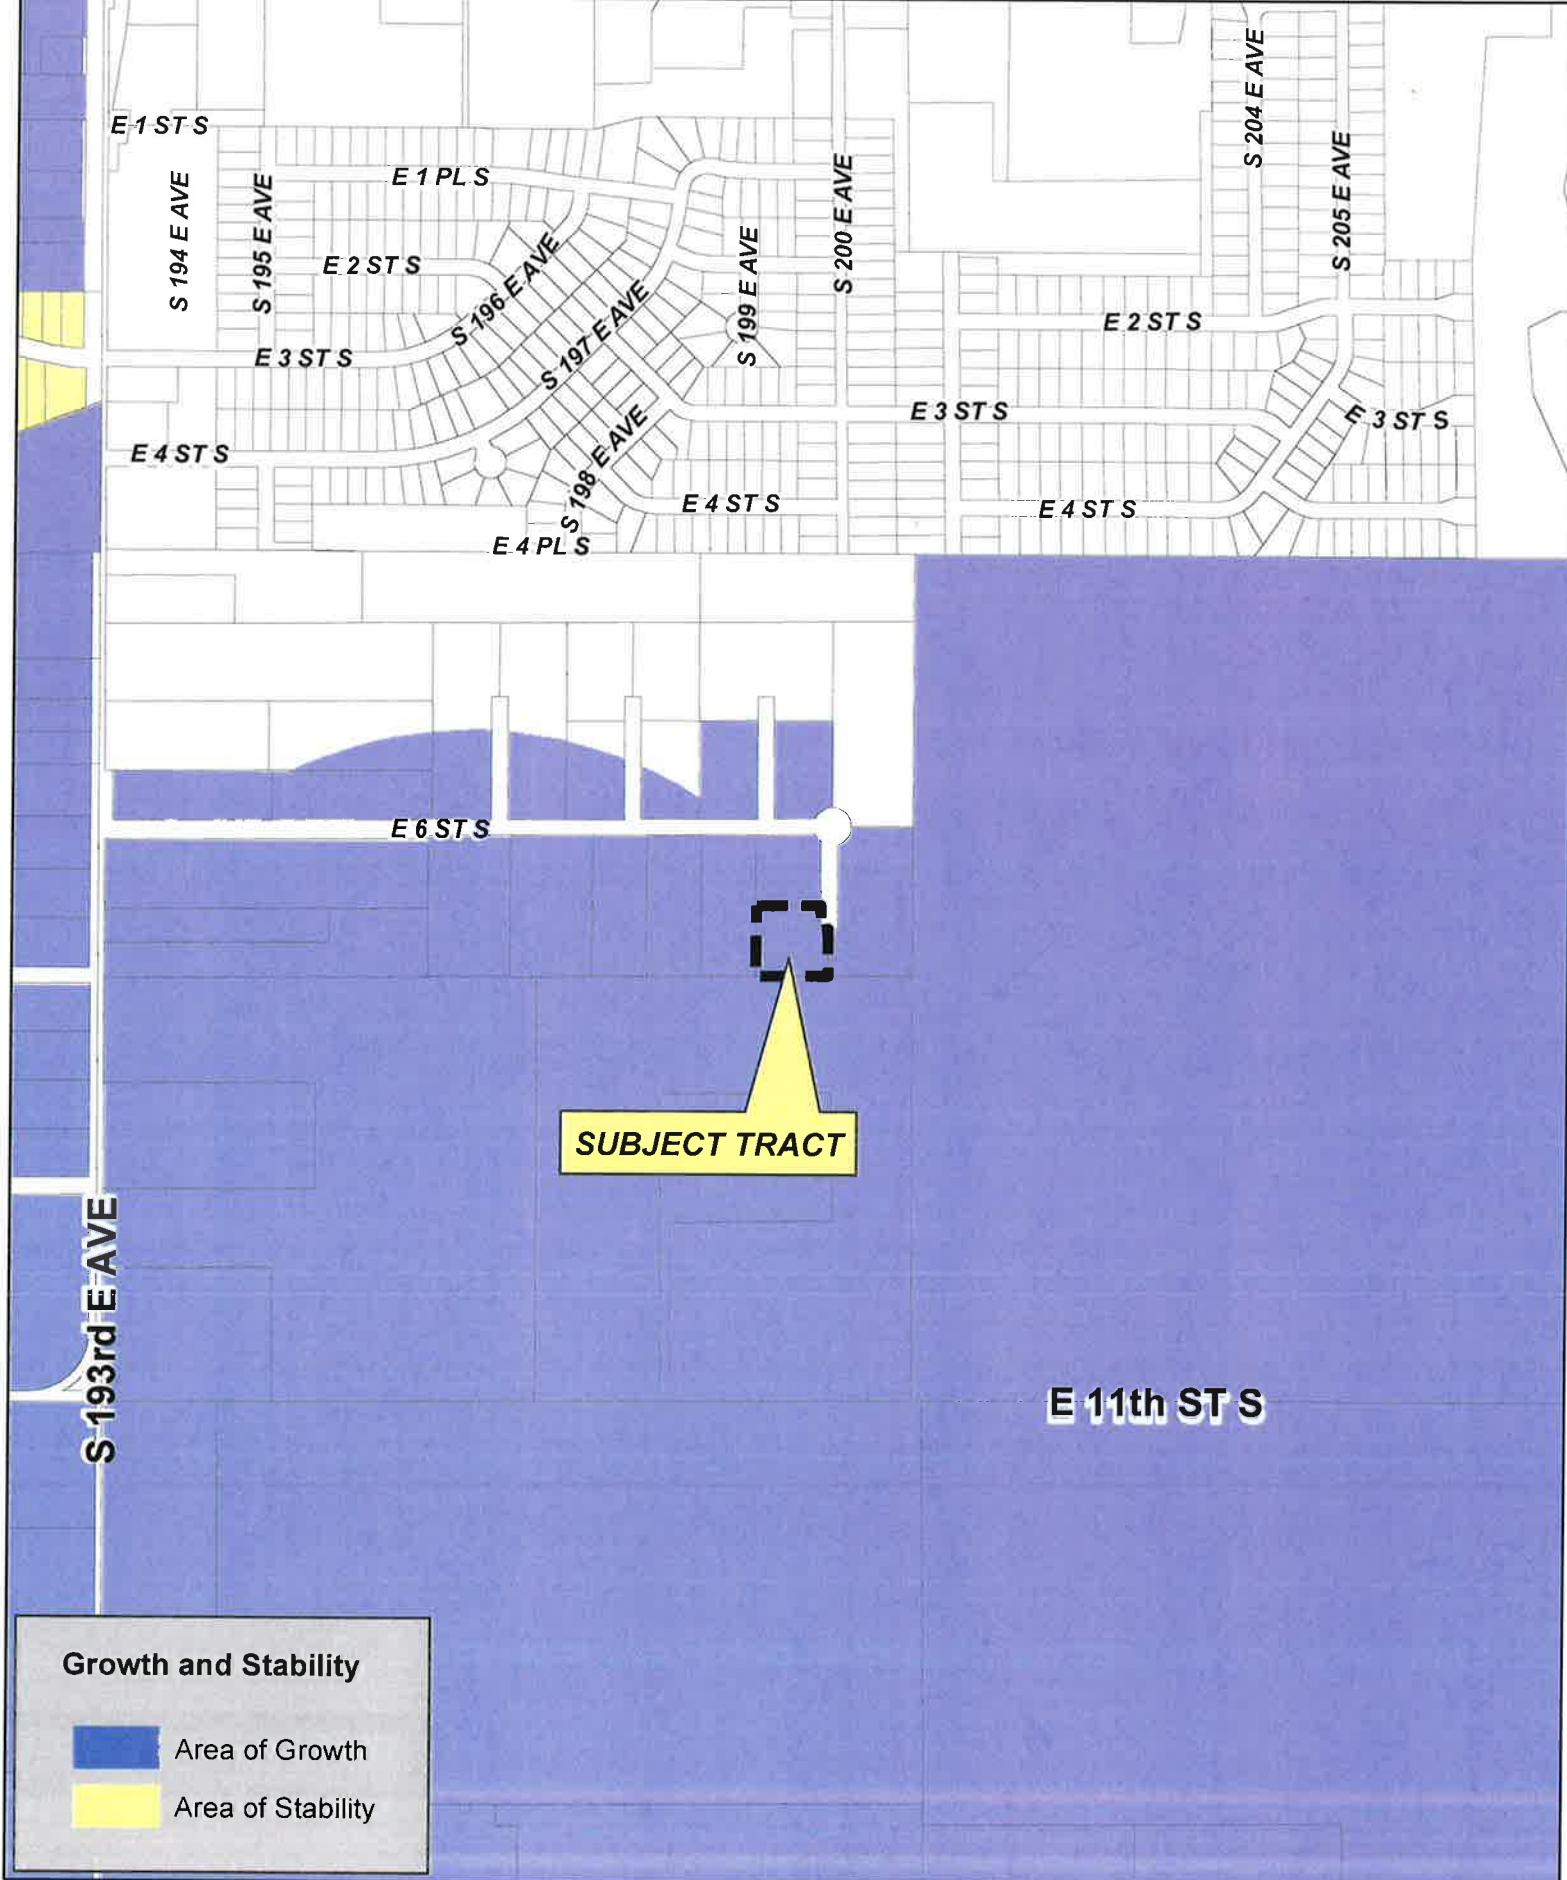 S 204 E AVE
E 1 ST S
S 205 E AVE
E 1 PL S
S 194 E AVE
S 195 E AVE
S 200 E AVE
S 199 E AVE
E 2 ST S
S 196 E AVE
S 197 E AVE
E 2 ST S
E 3 ST S
E 3 ST S
E 3 ST S
S 198 E AVE
E 4 ST S
E 4 ST S
E 4 ST S
E 4 PL S
E 6 ST S
SUBJECT TRACT
S 193rd E AVE
E 11th ST S
Growth and Stability
Area of Growth
Area of Stability